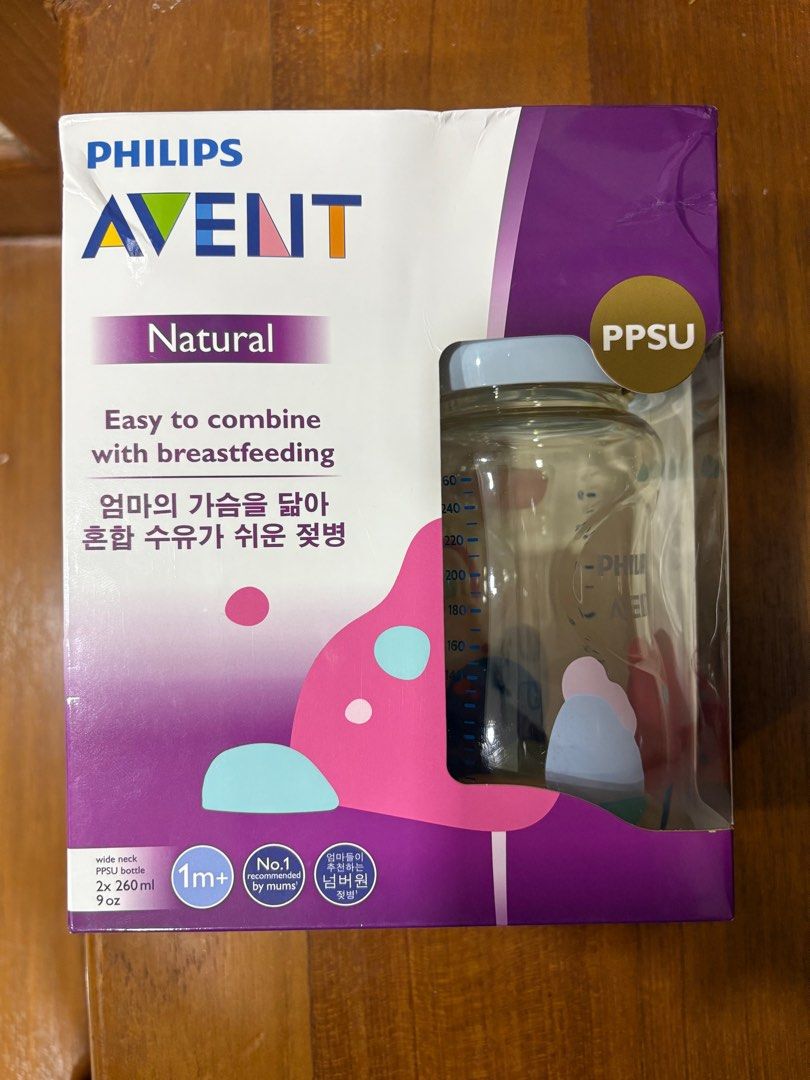 PHILIPS
AVENT
Natural
PPSU
Easy to combine
with breastfeeding
엄마의 가슴을 닮아
혼합 수유가 쉬운 젖병
60
240
220
200
180
160
wide neck
PPSU bottle
2x 260 ml
9 oz
1m+
No.1
recommended
by mums¹
엄마들이
추천하는
넘버원
젖병¹